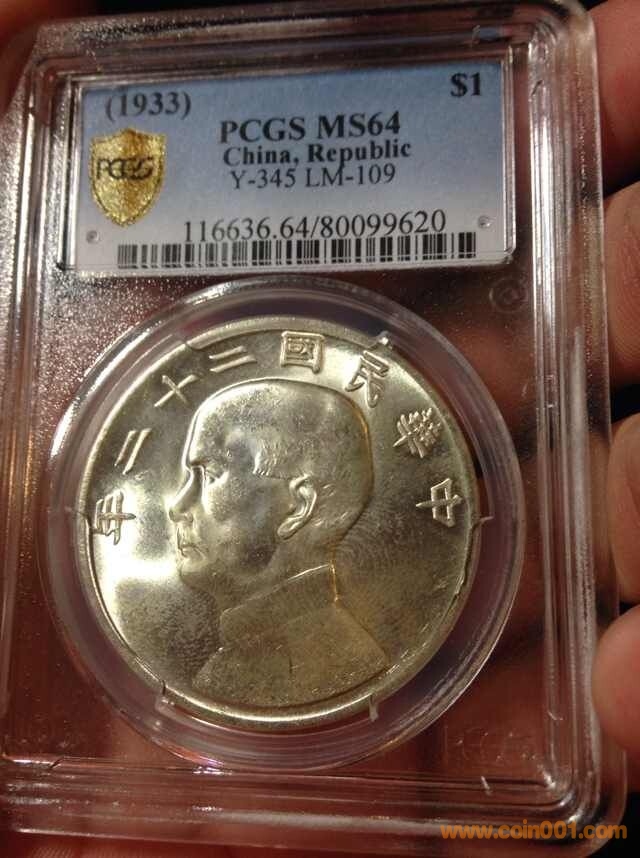 (1933)
$1
PCGS MS64
China, Republic
Y-345 LM-109
PCGS
116636.64/80099620
中華民國二十二年
www.coin001.com